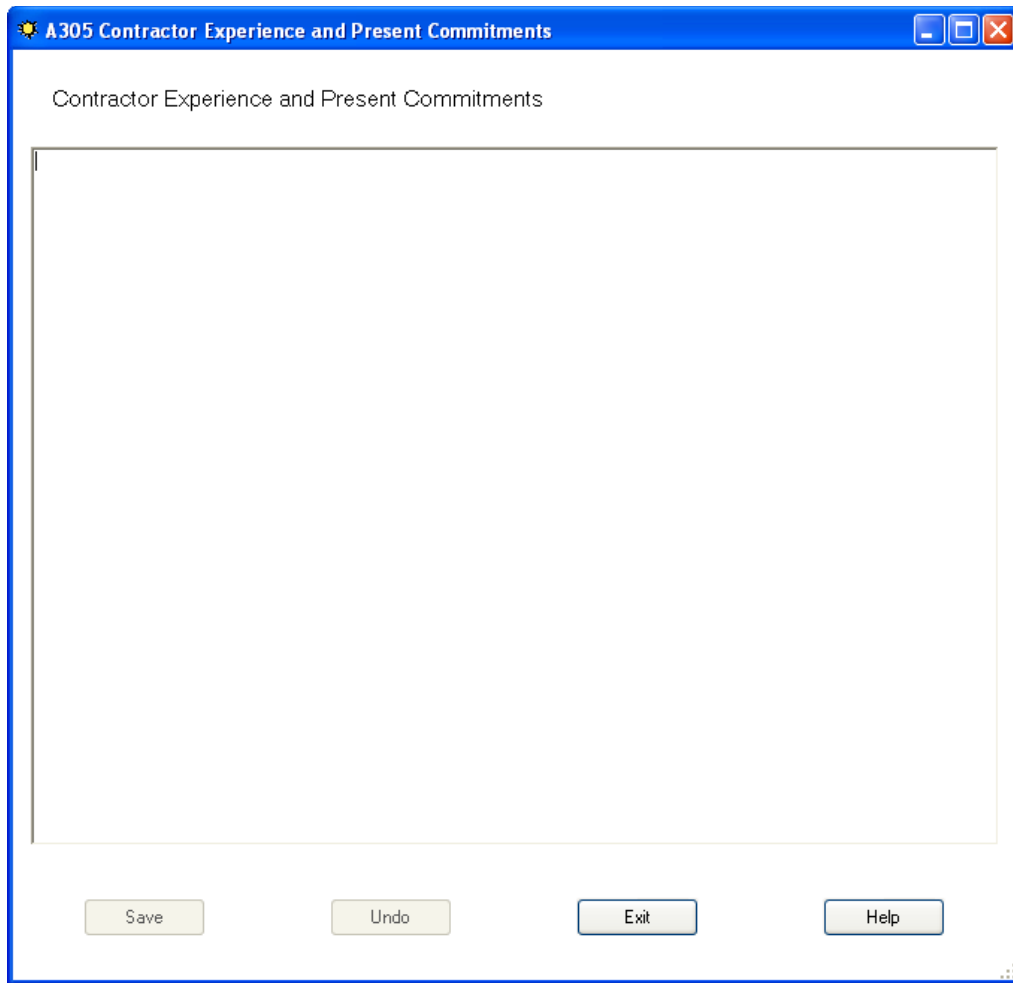 A305 Contractor Experience and Present Commitments
Contractor Experience and Present Commitments
Save Undo Exit Help